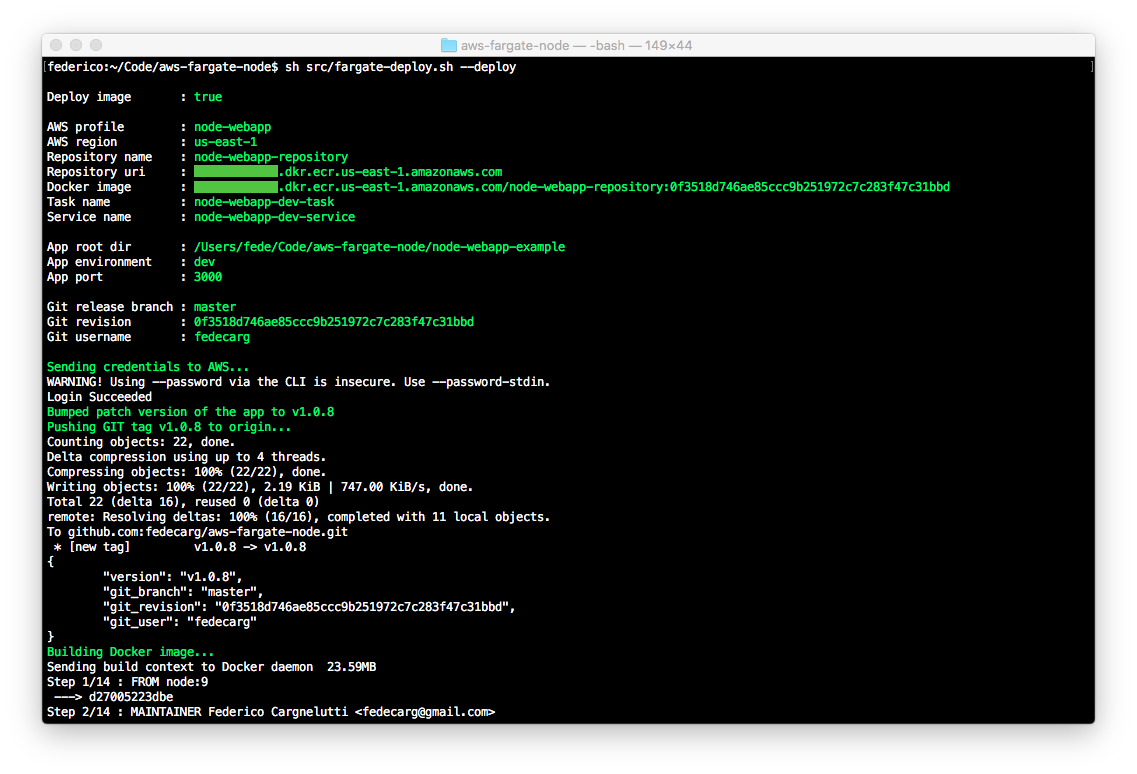 aws-fargate-node — -bash — 149×44
[federico:~/Code/aws-fargate-node$ sh src/fargate-deploy.sh --deploy ]
Deploy image : true
AWS profile : node-webapp
AWS region : us-east-1
Repository name : node-webapp-repository
Repository uri : .dkr.ecr.us-east-1.amazonaws.com
Docker image : .dkr.ecr.us-east-1.amazonaws.com/node-webapp-repository:0f3518d746ae85ccc9b251972c7c283f47c31bbd
Task name : node-webapp-dev-task
Service name : node-webapp-dev-service
App root dir : /Users/fede/Code/aws-fargate-node/node-webapp-example
App environment : dev
App port : 3000
Git release branch : master
Git revision : 0f3518d746ae85ccc9b251972c7c283f47c31bbd
Git username : fedecarg
Sending credentials to AWS...
WARNING! Using --password via the CLI is insecure. Use --password-stdin.
Login Succeeded
Bumped patch version of the app to v1.0.8
Pushing GIT tag v1.0.8 to origin...
Counting objects: 22, done.
Delta compression using up to 4 threads.
Compressing objects: 100% (22/22), done.
Writing objects: 100% (22/22), 2.19 KiB | 747.00 KiB/s, done.
Total 22 (delta 16), reused 0 (delta 0)
remote: Resolving deltas: 100% (16/16), completed with 11 local objects.
To github.com:fedecarg/aws-fargate-node.git
* [new tag] v1.0.8 -> v1.0.8
{
"version": "v1.0.8",
"git_branch": "master",
"git_revision": "0f3518d746ae85ccc9b251972c7c283f47c31bbd",
"git_user": "fedecarg"
}
Building Docker image...
Sending build context to Docker daemon 23.59MB
Step 1/14 : FROM node:9
---> d27005223dbe
Step 2/14 : MAINTAINER Federico Cargnelutti <fedecarg@gmail.com>